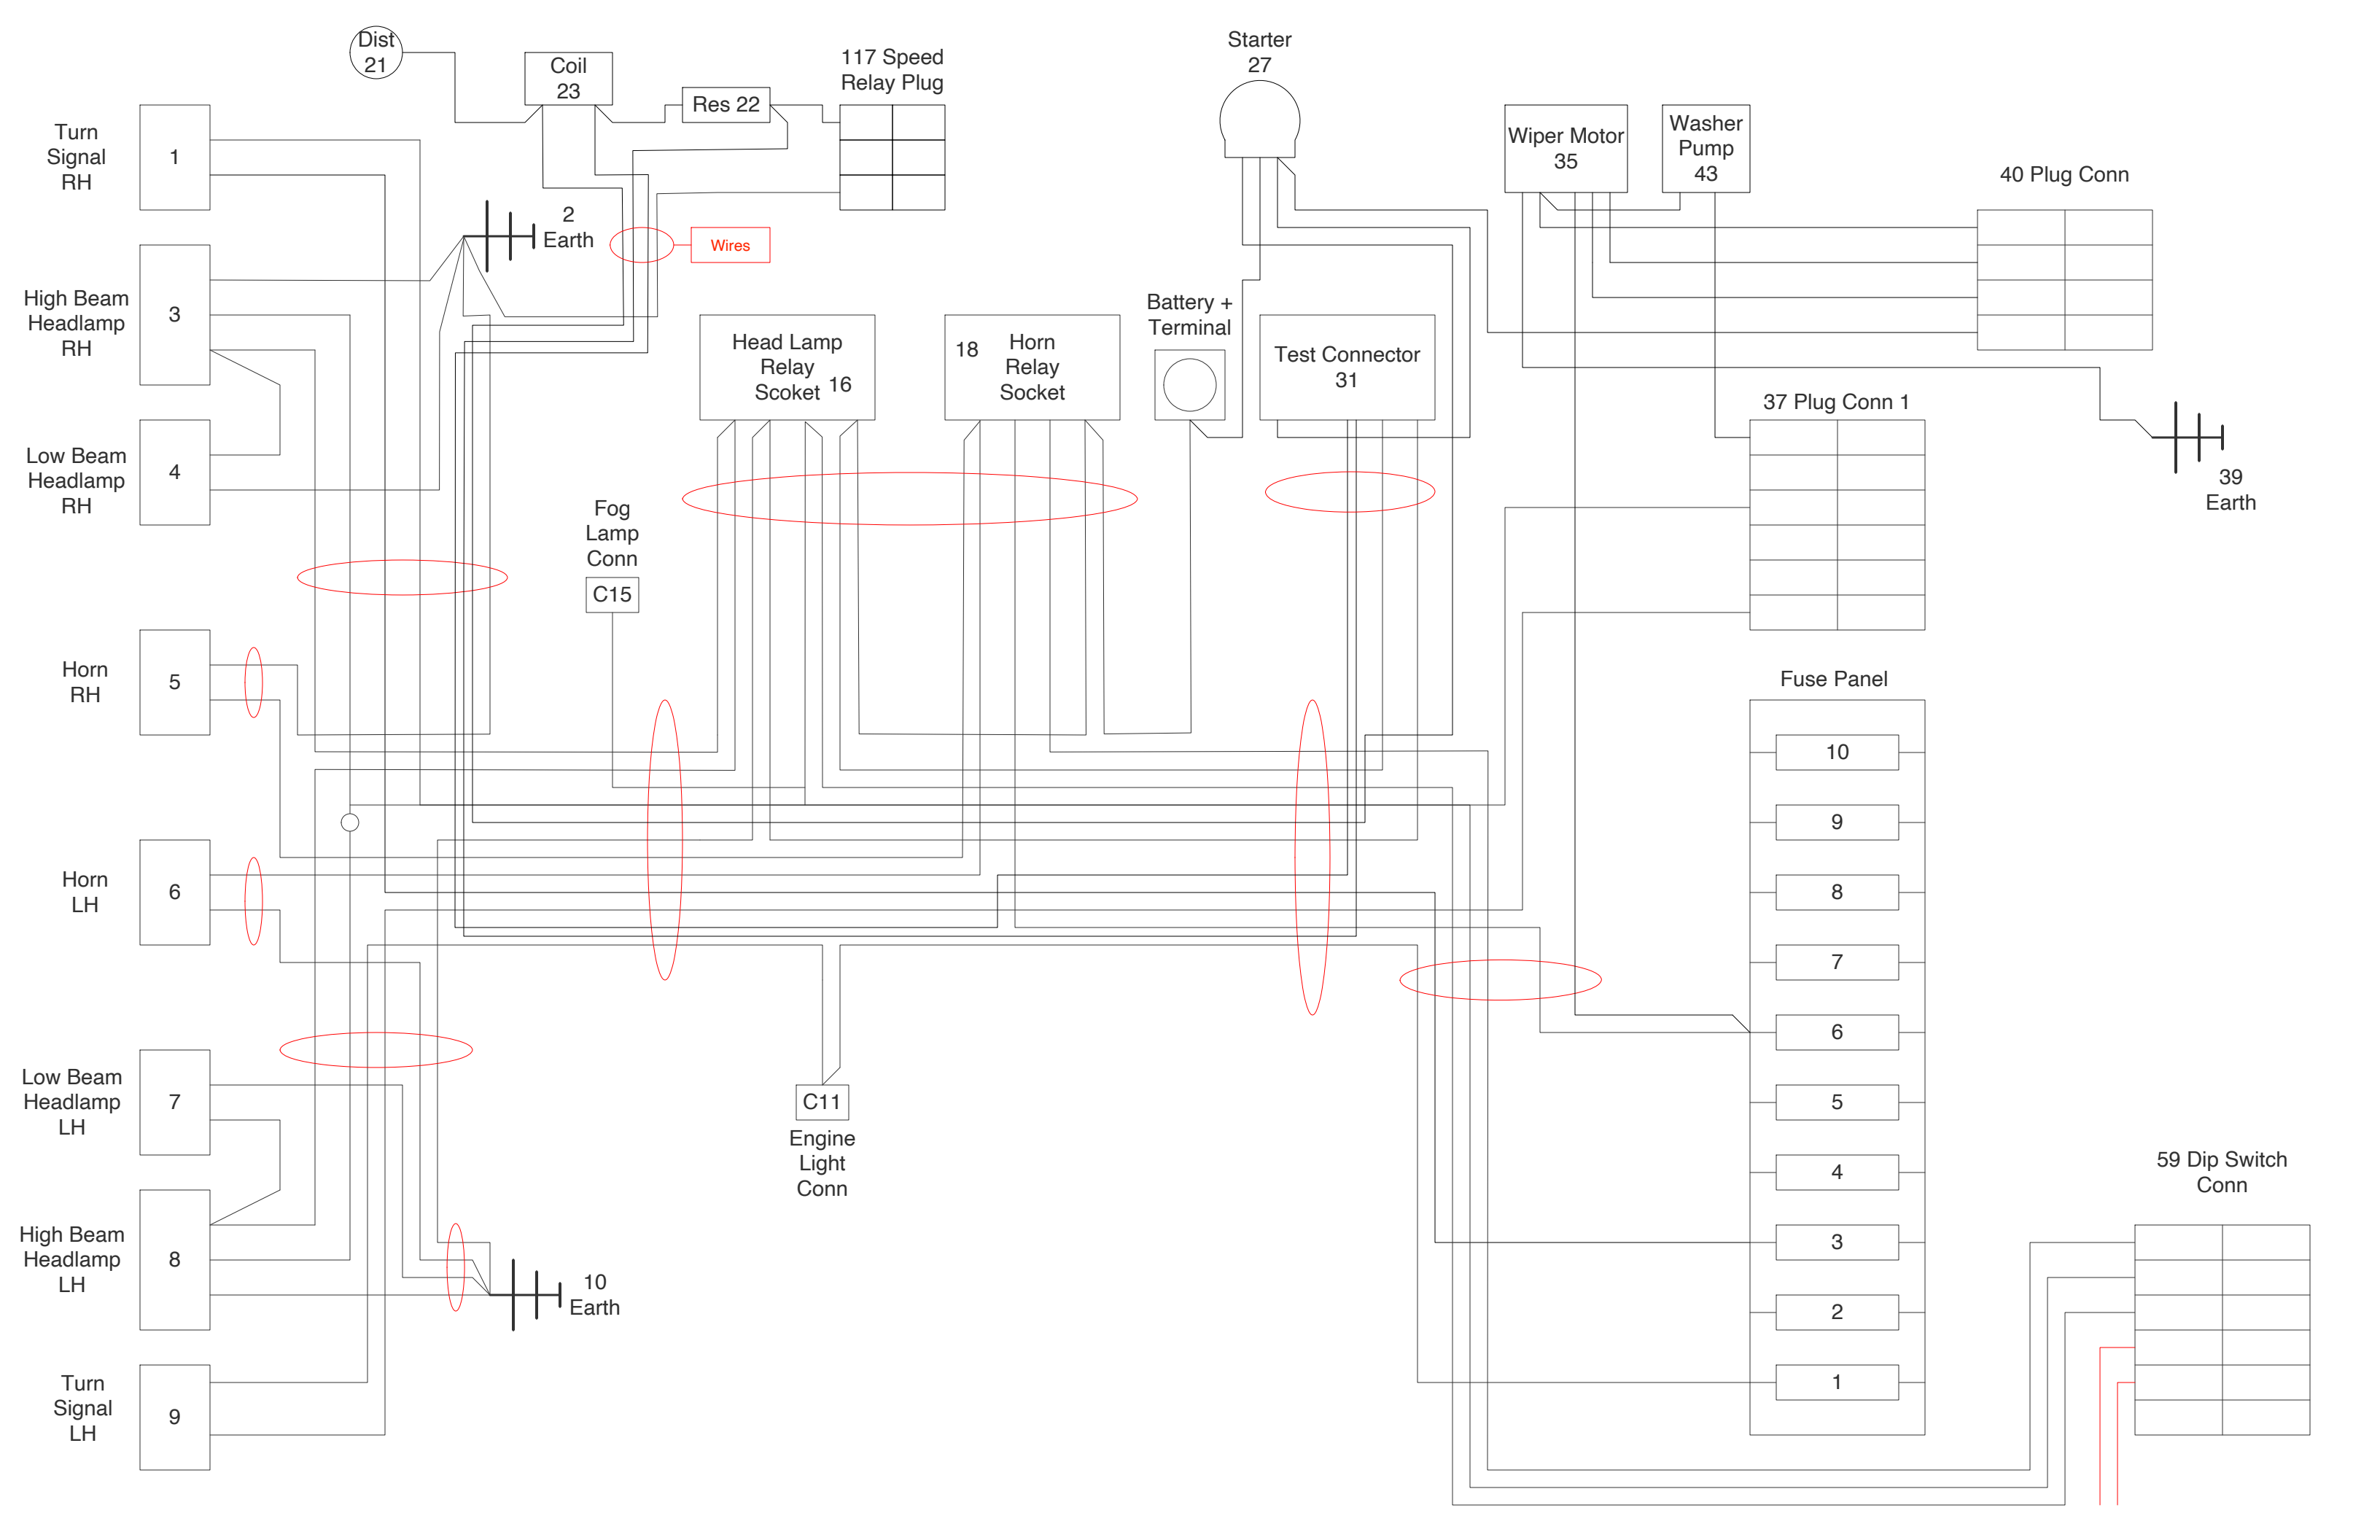 Dist
21
Coil
23
Res 22
117 Speed
Relay Plug
Starter
27
Wiper Motor
35
Washer
Pump
43
40 Plug Conn
Turn
Signal
RH
1
2
Earth
Wires
High Beam
Headlamp
RH
3
Head Lamp
Relay
Scoket 16
18 Horn
Relay
Socket
Battery +
Terminal
Test Connector
31
37 Plug Conn 1
39
Earth
Low Beam
Headlamp
RH
4
Fog
Lamp
Conn
C15
Horn
RH
5
Fuse Panel
10
9
8
7
6
5
4
3
2
1
Horn
LH
6
Low Beam
Headlamp
LH
7
C11
Engine
Light
Conn
59 Dip Switch
Conn
High Beam
Headlamp
LH
8
10
Earth
Turn
Signal
LH
9